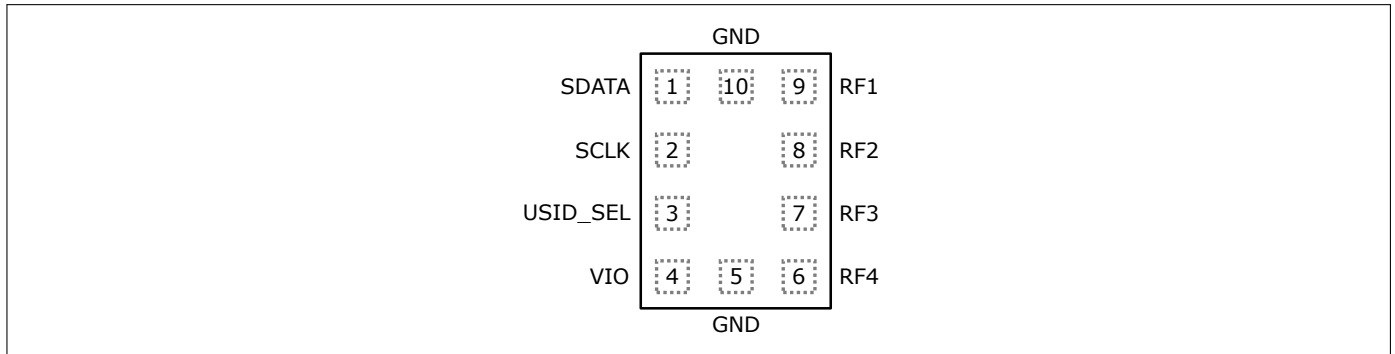 GND
SDATA 1 10 9 RF1
SCLK 2 8 RF2
USID_SEL 3 7 RF3
VIO 4 5 6 RF4
GND